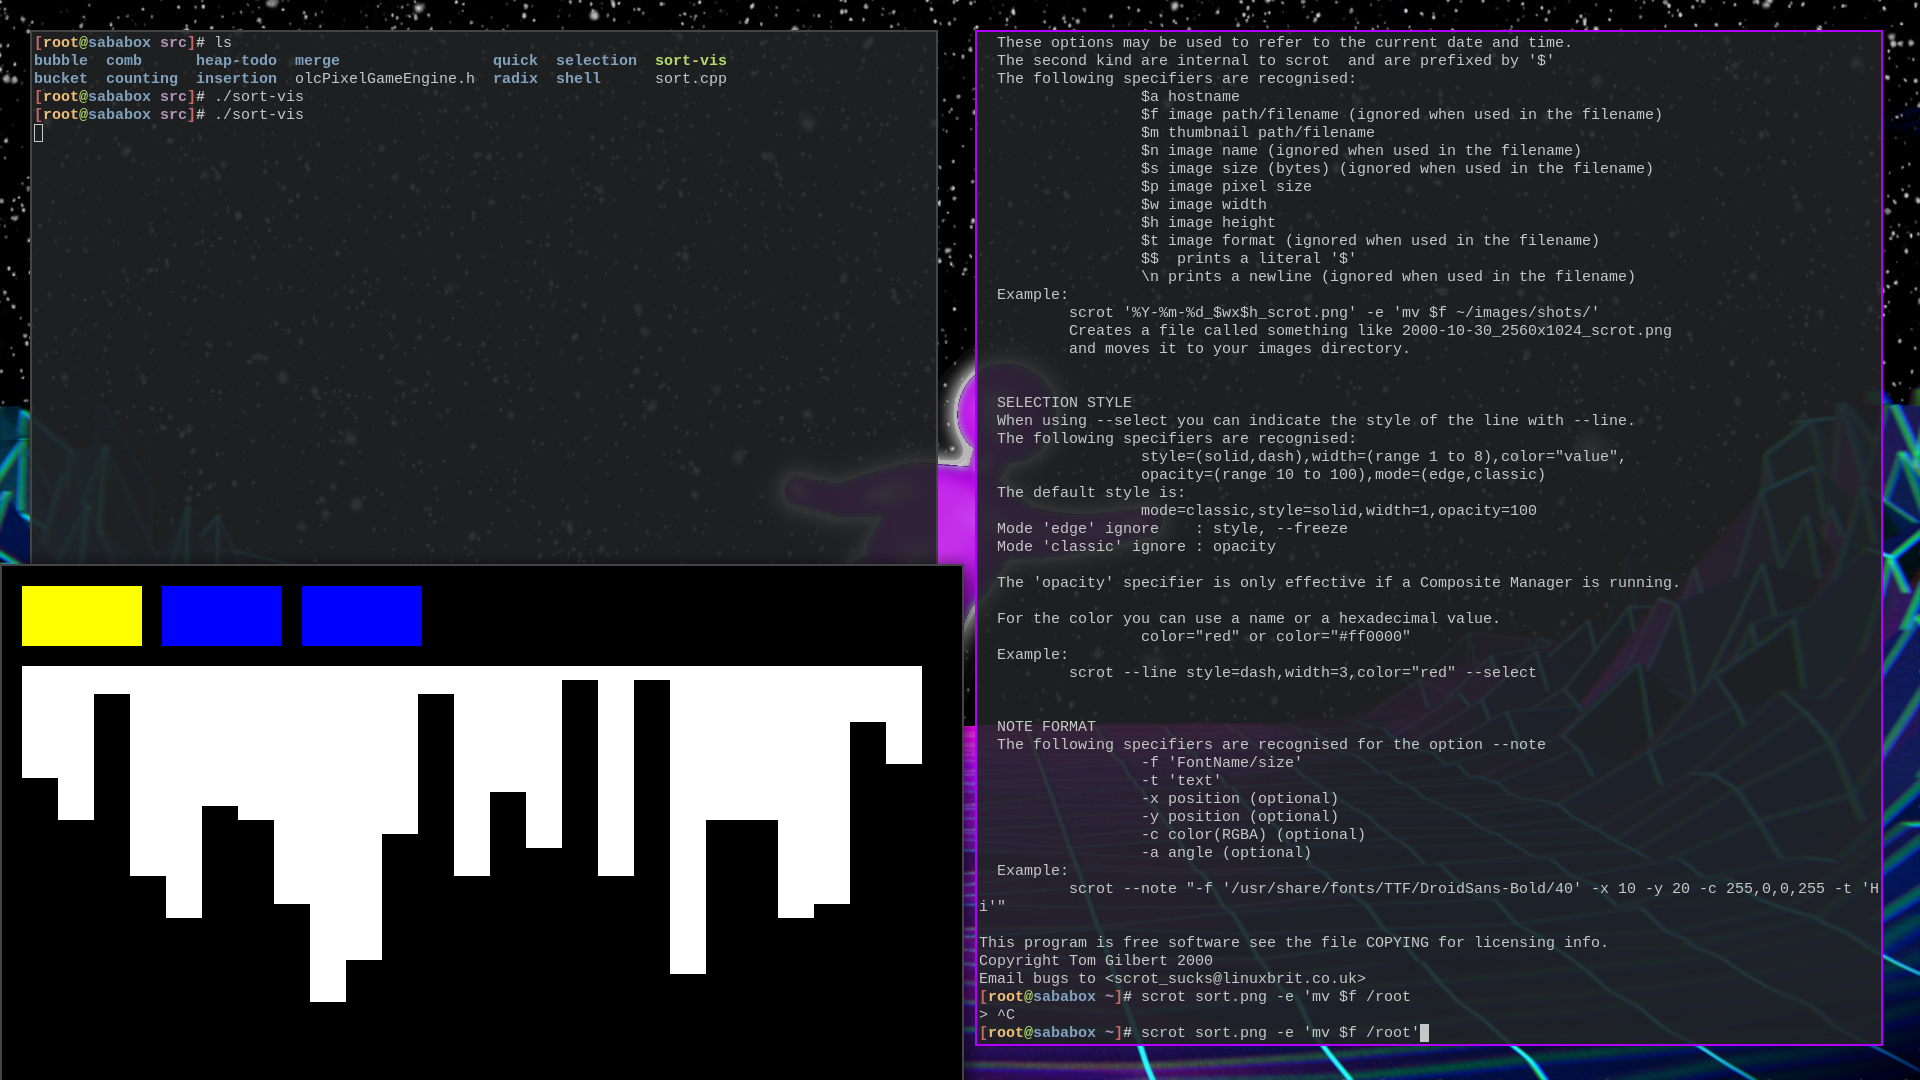 [root@sababox src]# ls
bubble  comb      heap-todo  merge                 quick  selection  sort-vis
bucket  counting  insertion  olcPixelGameEngine.h  radix  shell      sort.cpp
[root@sababox src]# ./sort-vis
[root@sababox src]# ./sort-vis
These options may be used to refer to the current date and time.
The second kind are internal to scrot  and are prefixed by '$'
The following specifiers are recognised:
$a hostname
$f image path/filename (ignored when used in the filename)
$m thumbnail path/filename
$n image name (ignored when used in the filename)
$s image size (bytes) (ignored when used in the filename)
$p image pixel size
$w image width
$h image height
$t image format (ignored when used in the filename)
$$  prints a literal '$'
\n prints a newline (ignored when used in the filename)
Example:
scrot '%Y-%m-%d_$wx$h_scrot.png' -e 'mv $f ~/images/shots/'
Creates a file called something like 2000-10-30_2560x1024_scrot.png
and moves it to your images directory.
SELECTION STYLE
When using --select you can indicate the style of the line with --line.
The following specifiers are recognised:
style=(solid,dash),width=(range 1 to 8),color="value",
opacity=(range 10 to 100),mode=(edge,classic)
The default style is:
mode=classic,style=solid,width=1,opacity=100
Mode 'edge' ignore    : style, --freeze
Mode 'classic' ignore : opacity
The 'opacity' specifier is only effective if a Composite Manager is running.
For the color you can use a name or a hexadecimal value.
color="red" or color="#ff0000"
Example:
scrot --line style=dash,width=3,color="red" --select
NOTE FORMAT
The following specifiers are recognised for the option --note
-f 'FontName/size'
-t 'text'
-x position (optional)
-y position (optional)
-c color(RGBA) (optional)
-a angle (optional)
Example:
scrot --note "-f '/usr/share/fonts/TTF/DroidSans-Bold/40' -x 10 -y 20 -c 255,0,0,255 -t 'H
i'"
This program is free software see the file COPYING for licensing info.
Copyright Tom Gilbert 2000
Email bugs to <scrot_sucks@linuxbrit.co.uk>
[root@sababox ~]# scrot sort.png -e 'mv $f /root
> ^C
[root@sababox ~]# scrot sort.png -e 'mv $f /root'